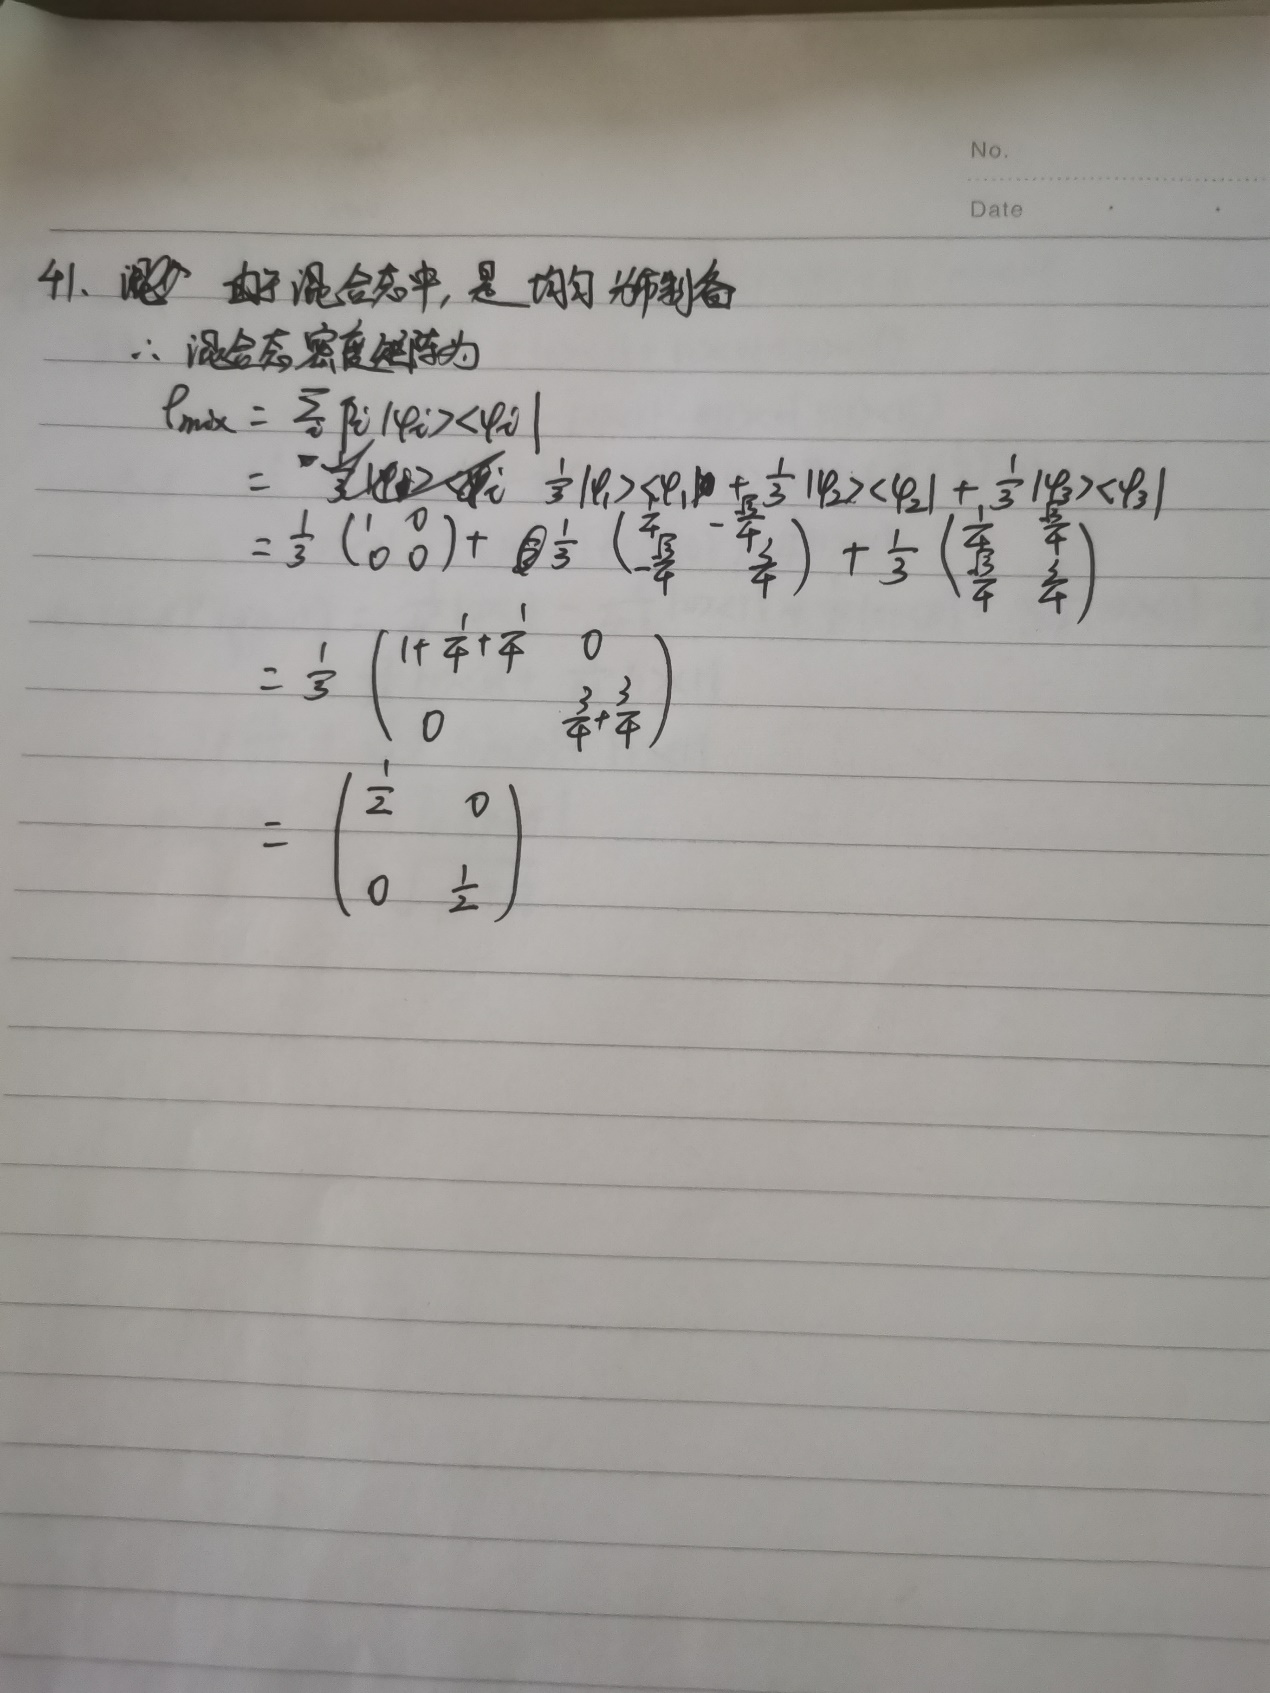 No.
Date
41. 由于混合态中, 是均匀分布制备
∴ 混合态密度矩阵为
ρmix = Σi pi |φi><φi|
= 1/3 |φ1><φ1| + 1/3 |φ2><φ2| + 1/3 |φ3><φ3|
= 1/3 (1 0 0 0) + 1/3 (1/4 -√3/4 -√3/4 3/4) + 1/3 (1/4 √3/4 √3/4 3/4)
= 1/3 (1+1/4+1/4 0 0 3/4+3/4)
= (1/2 0 0 1/2)